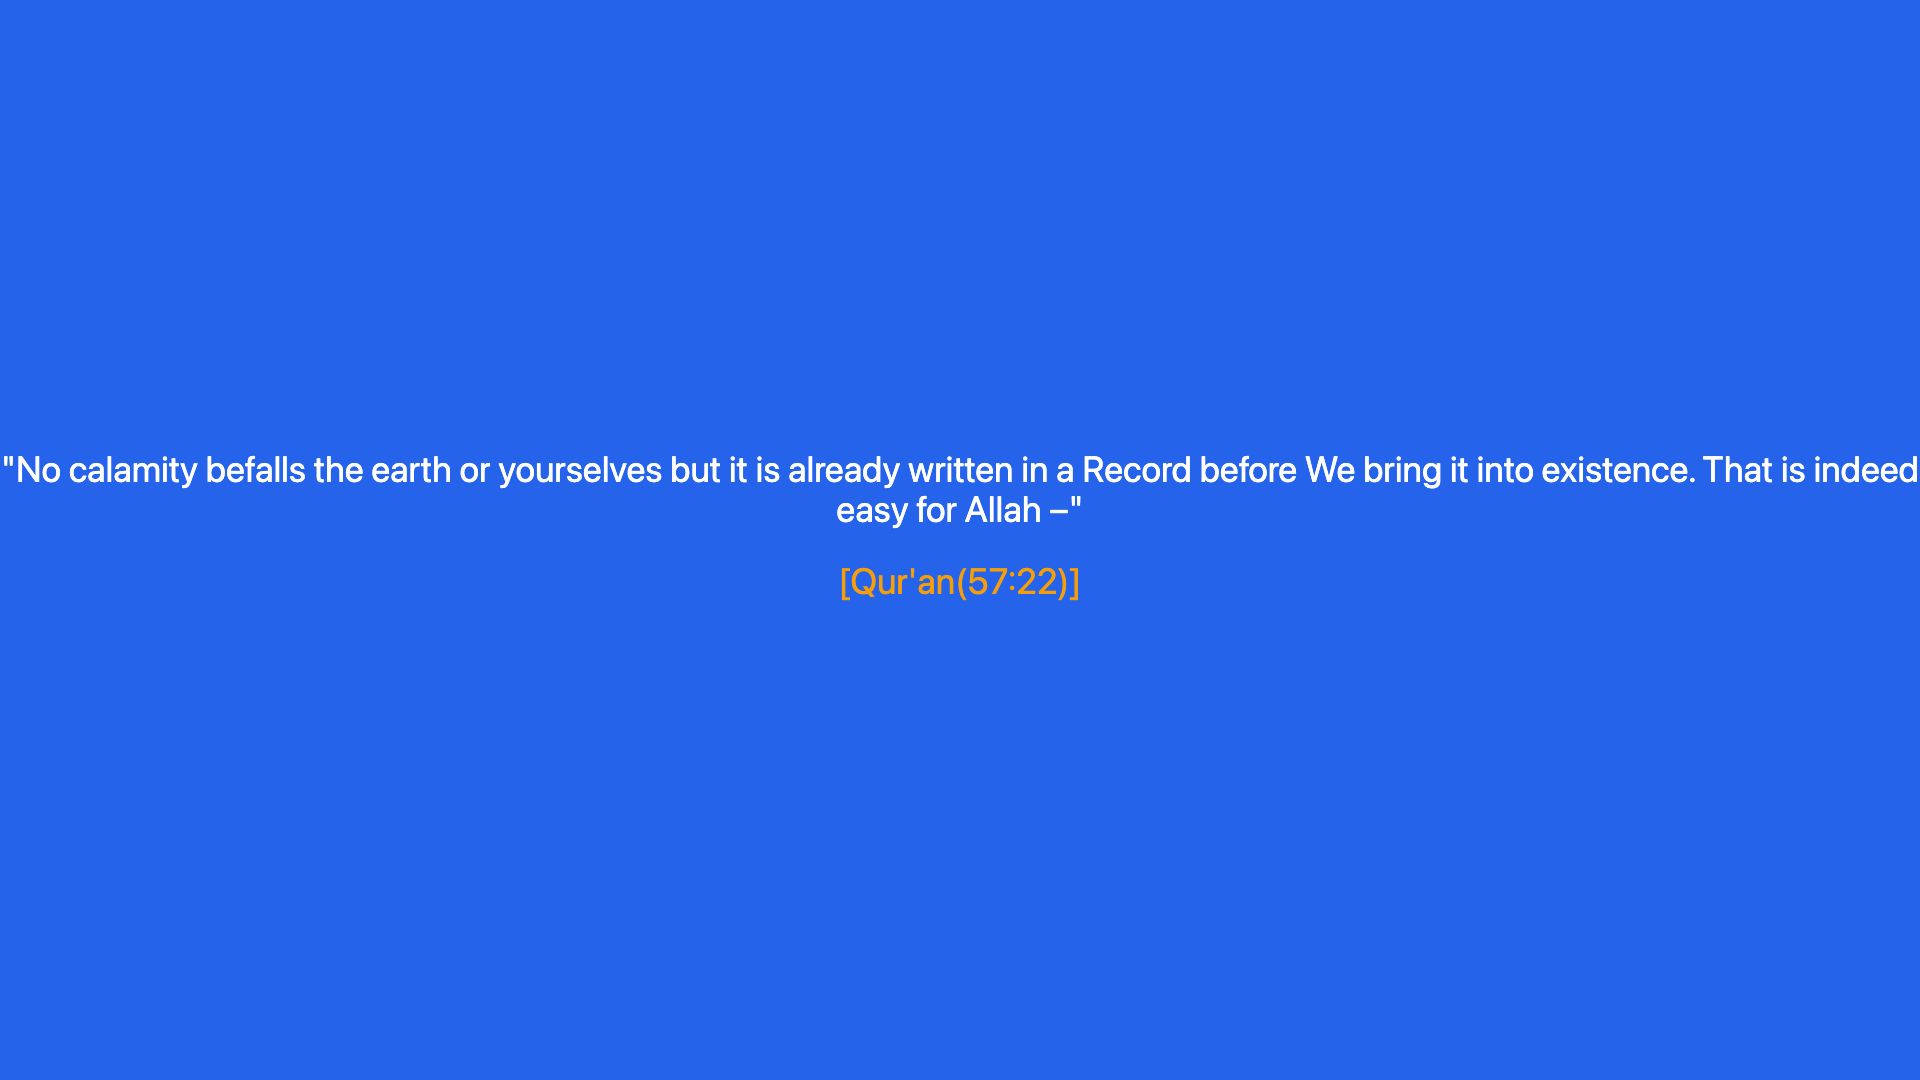 "No calamity befalls the earth or yourselves but it is already written in a Record before We bring it into existence. That is indeed
easy for Allah –"
[Qur'an(57:22)]